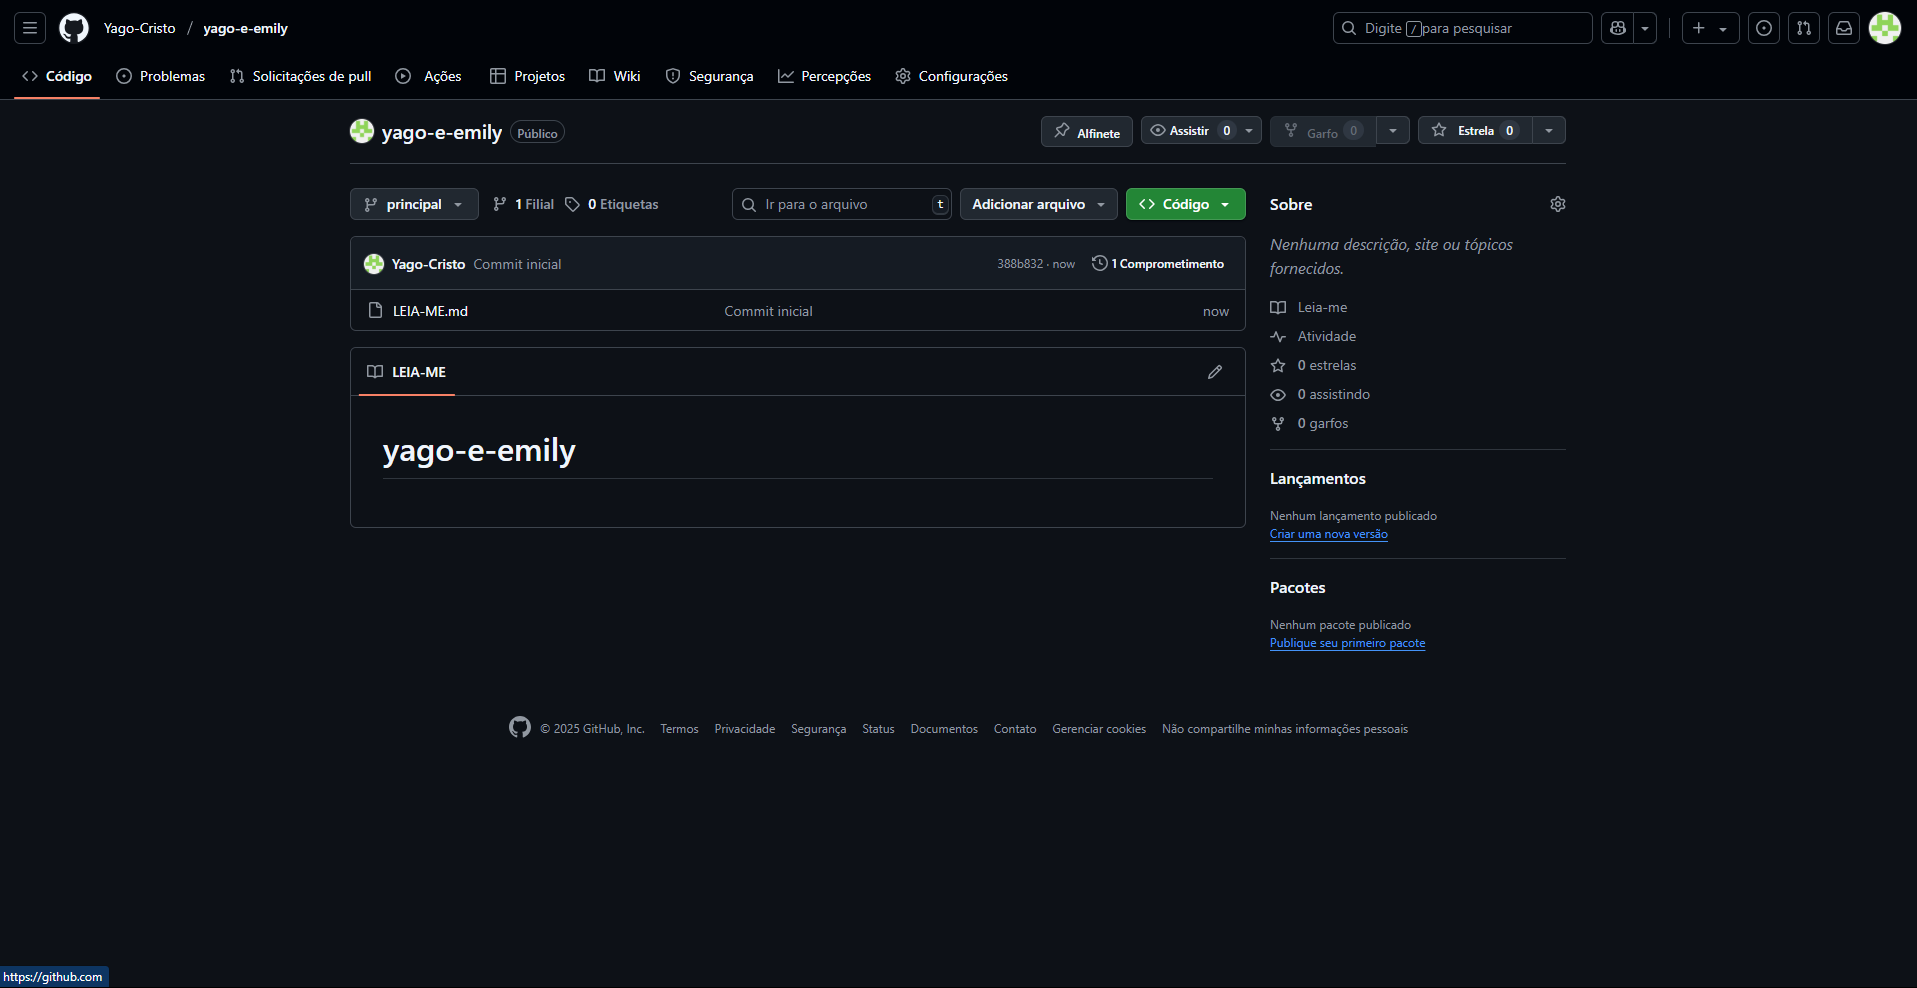 Yago-Cristo / yago-e-emily
Digite / para pesquisar
Código Problemas Solicitações de pull Ações Projetos Wiki Segurança Percepções Configurações
yago-e-emily Público
Alfinete Assistir 0 Garfo 0 Estrela 0
principal 1 Filial 0 Etiquetas
Ir para o arquivo t Adicionar arquivo Código
Yago-Cristo Commit inicial 388b832 · now 1 Comprometimento
LEIA-ME.md Commit inicial now
LEIA-ME
yago-e-emily
Sobre
Nenhuma descrição, site ou tópicos
fornecidos.
Leia-me
Atividade
0 estrelas
0 assistindo
0 garfos
Lançamentos
Nenhum lançamento publicado
Criar uma nova versão
Pacotes
Nenhum pacote publicado
Publique seu primeiro pacote
© 2025 GitHub, Inc. Termos Privacidade Segurança Status Documentos Contato Gerenciar cookies Não compartilhe minhas informações pessoais
https://github.com